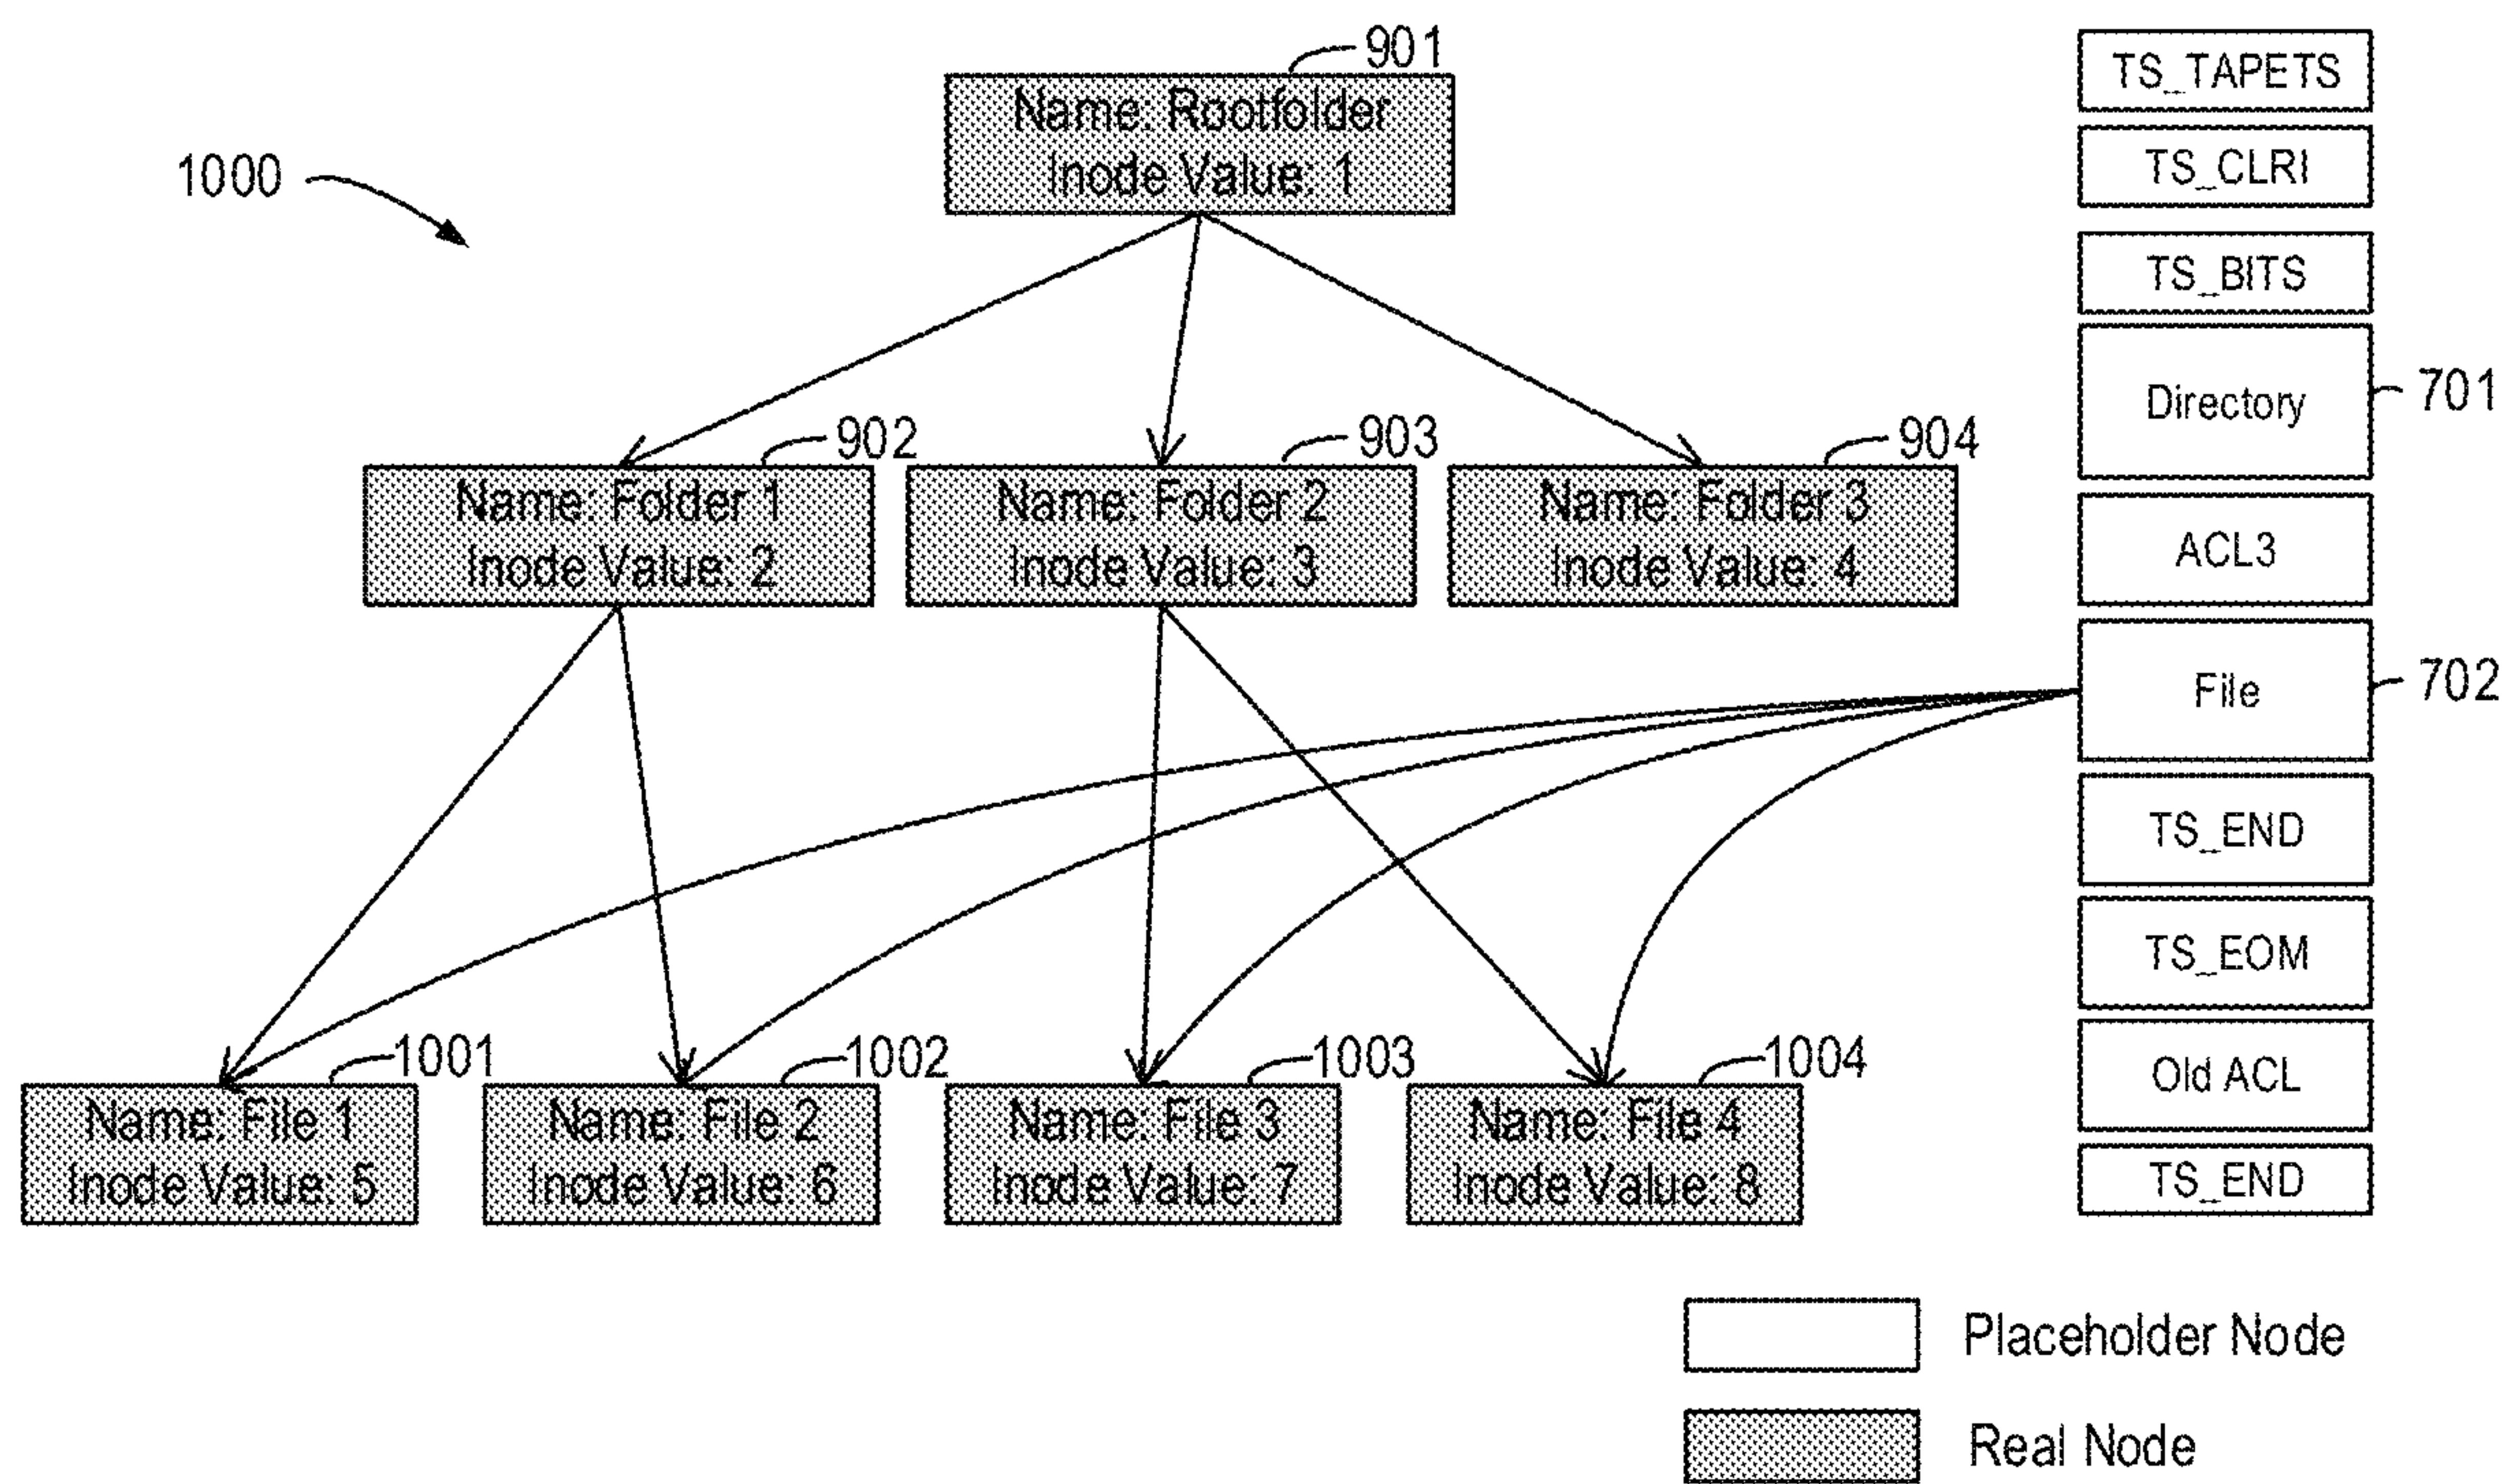 901
Name: Rootfolder
Inode Value: 1
1000
902
Name: Folder 1
Inode Value: 2
903
Name: Folder 2
Inode Value: 3
904
Name: Folder 3
Inode Value: 4
1001
Name: File 1
Inode Value: 5
1002
Name: File 2
Inode Value: 6
1003
Name: File 3
Inode Value: 7
1004
Name: File 4
Inode Value: 8
TS_TAPETS
TS_CLRI
TS_BITS
Directory
701
ACL3
File
702
TS_END
TS_EOM
Old ACL
TS_END
Placeholder Node
Real Node